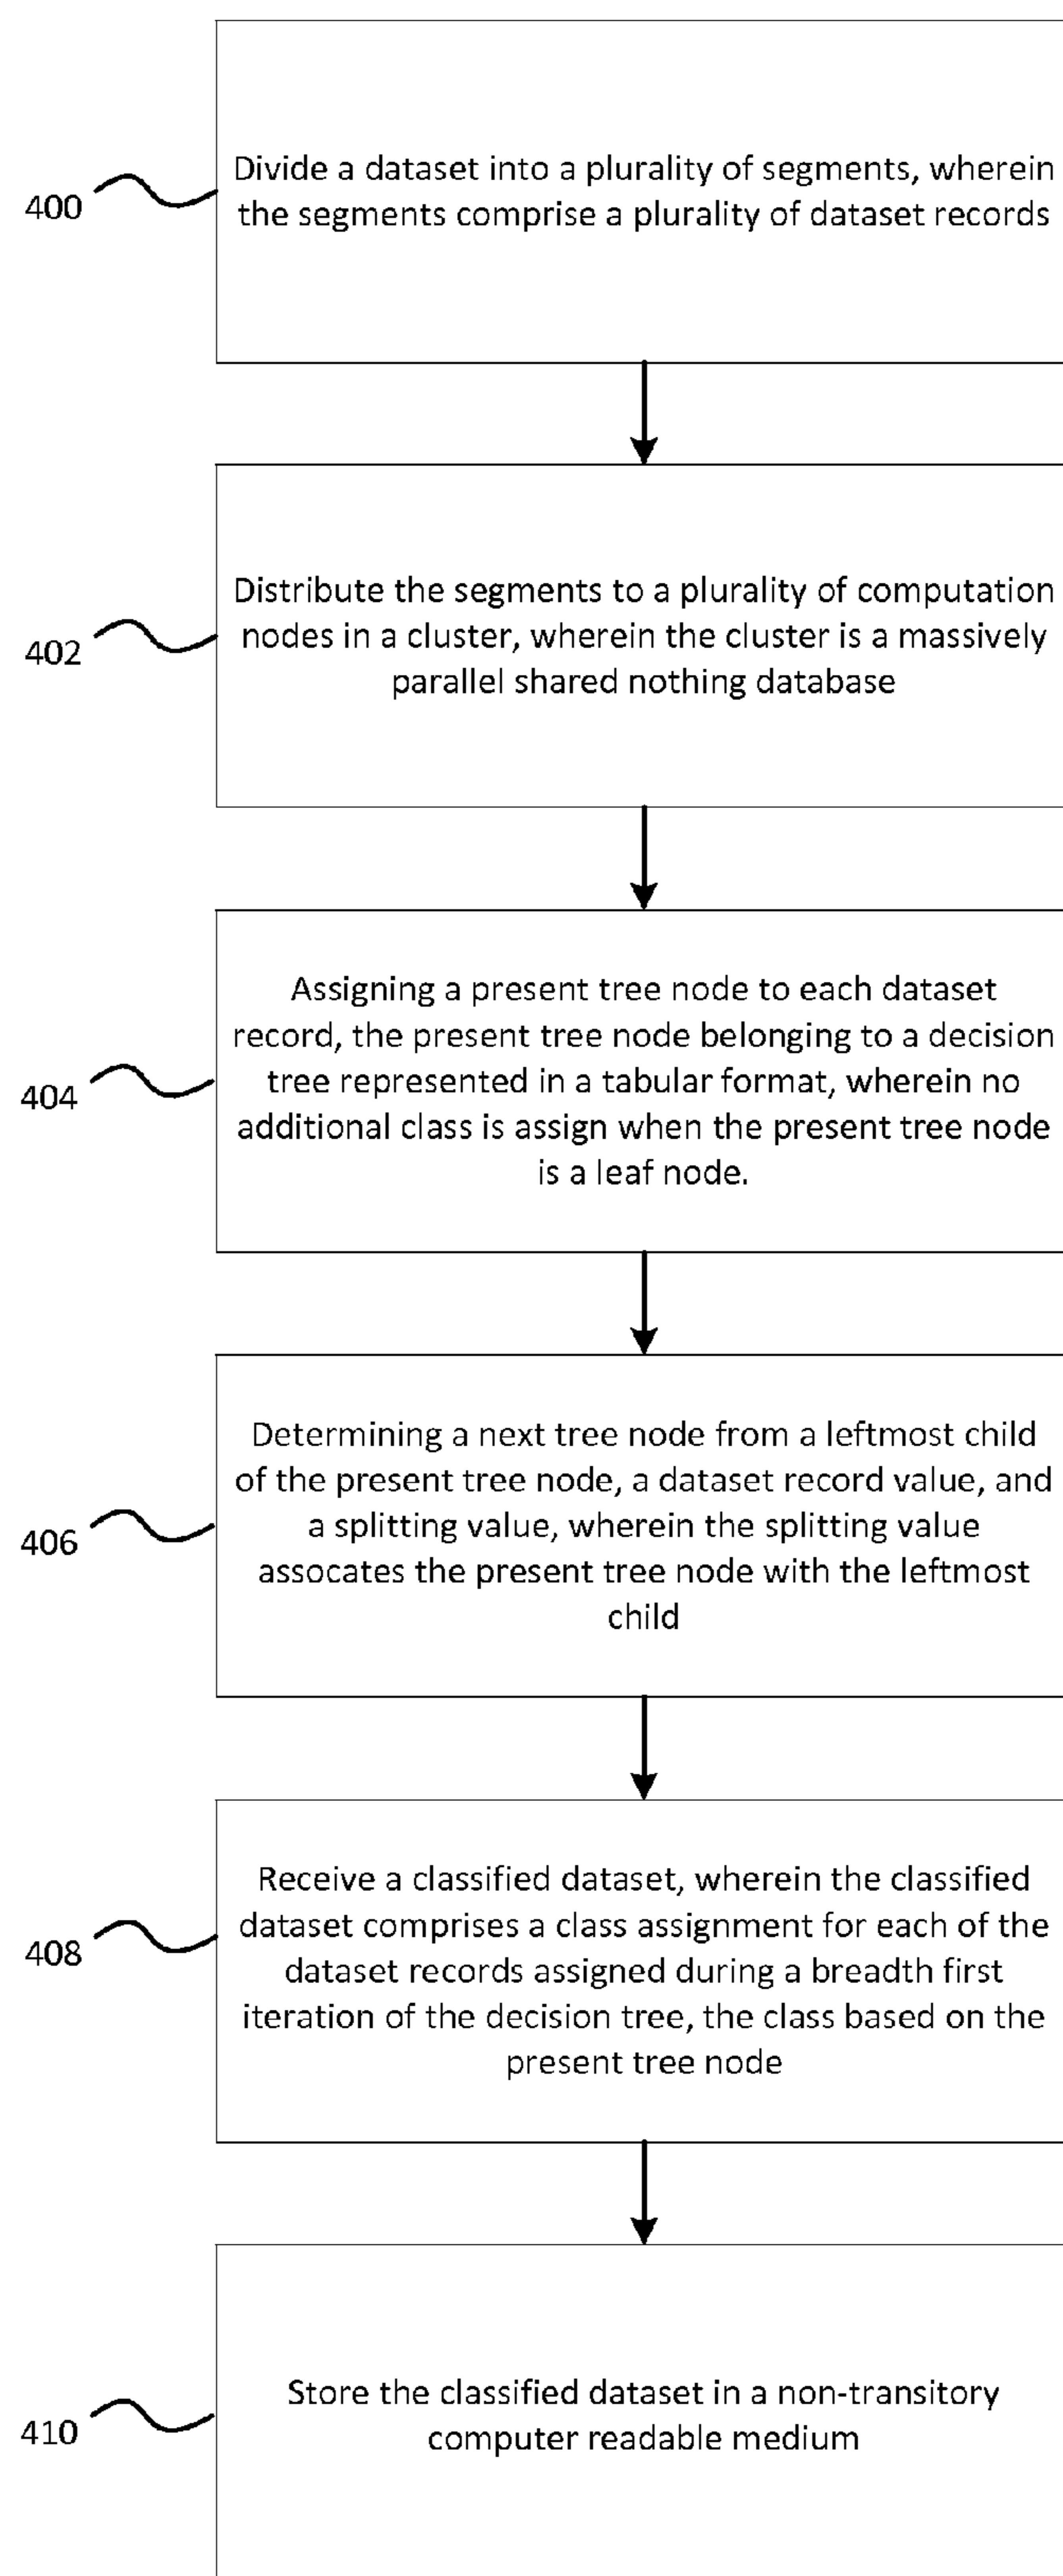 Divide a dataset into a plurality of segments, wherein
the segments comprise a plurality of dataset records
400
Distribute the segments to a plurality of computation
nodes in a cluster, wherein the cluster is a massively
parallel shared nothing database
402
Assigning a present tree node to each dataset
record, the present tree node belonging to a decision
tree represented in a tabular format, wherein no
additional class is assign when the present tree node
is a leaf node.
404
Determining a next tree node from a leftmost child
of the present tree node, a dataset record value, and
a splitting value, wherein the splitting value
assocates the present tree node with the leftmost
child
406
Receive a classified dataset, wherein the classified
dataset comprises a class assignment for each of the
dataset records assigned during a breadth first
iteration of the decision tree, the class based on the
present tree node
408
Store the classified dataset in a non-transitory
computer readable medium
410